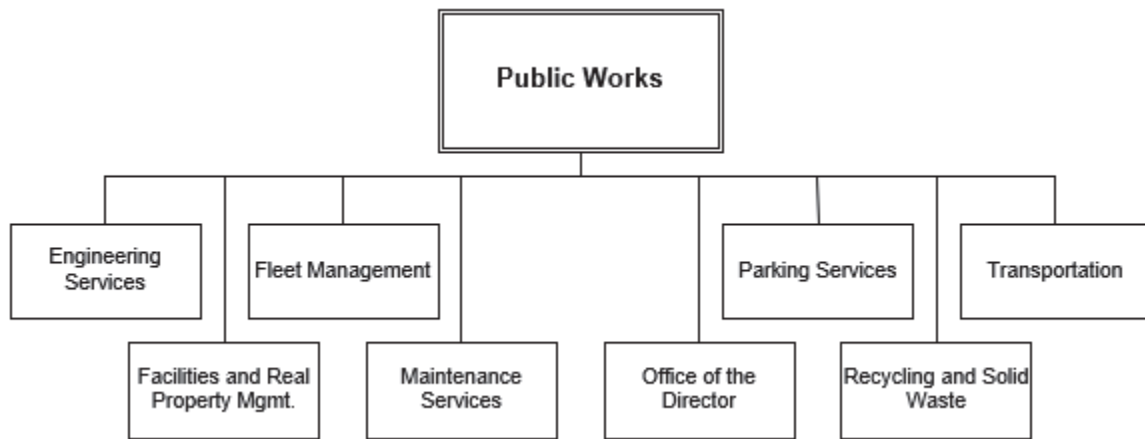 Public Works
Engineering
Services
Fleet Management
Parking Services
Transportation
Facilities and Real
Property Mgmt.
Maintenance
Services
Office of the
Director
Recycling and Solid
Waste